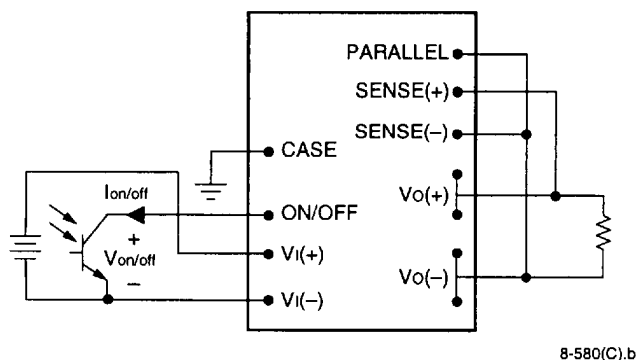 PARALLEL
SENSE(+)
SENSE(–)
CASE
Ion/off
ON/OFF
VO(+)
+
Von/off
–
VI(+)
VO(–)
VI(–)
8-580(C).b